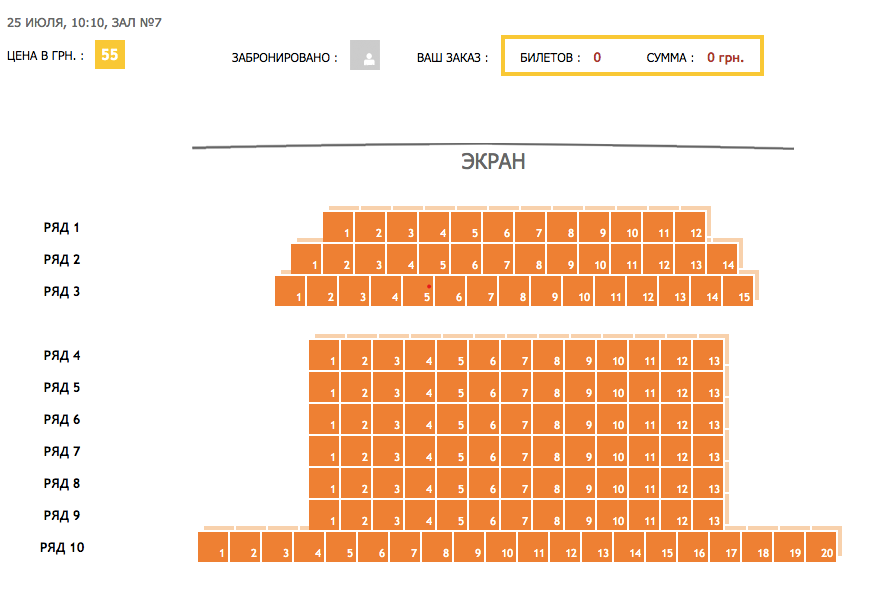 25 ИЮЛЯ, 10:10, ЗАЛ №7
ЦЕНА В ГРН. : 55 ЗАБРОНИРОВАНО : ВАШ ЗАКАЗ : БИЛЕТОВ : 0 СУММА : 0 грн.
ЭКРАН
РЯД 1 1 2 3 4 5 6 7 8 9 10 11 12
РЯД 2 1 2 3 4 5 6 7 8 9 10 11 12 13 14
РЯД 3 1 2 3 4 5 6 7 8 9 10 11 12 13 14 15
РЯД 4 1 2 3 4 5 6 7 8 9 10 11 12 13
РЯД 5 1 2 3 4 5 6 7 8 9 10 11 12 13
РЯД 6 1 2 3 4 5 6 7 8 9 10 11 12 13
РЯД 7 1 2 3 4 5 6 7 8 9 10 11 12 13
РЯД 8 1 2 3 4 5 6 7 8 9 10 11 12 13
РЯД 9 1 2 3 4 5 6 7 8 9 10 11 12 13
РЯД 10 1 2 3 4 5 6 7 8 9 10 11 12 13 14 15 16 17 18 19 20